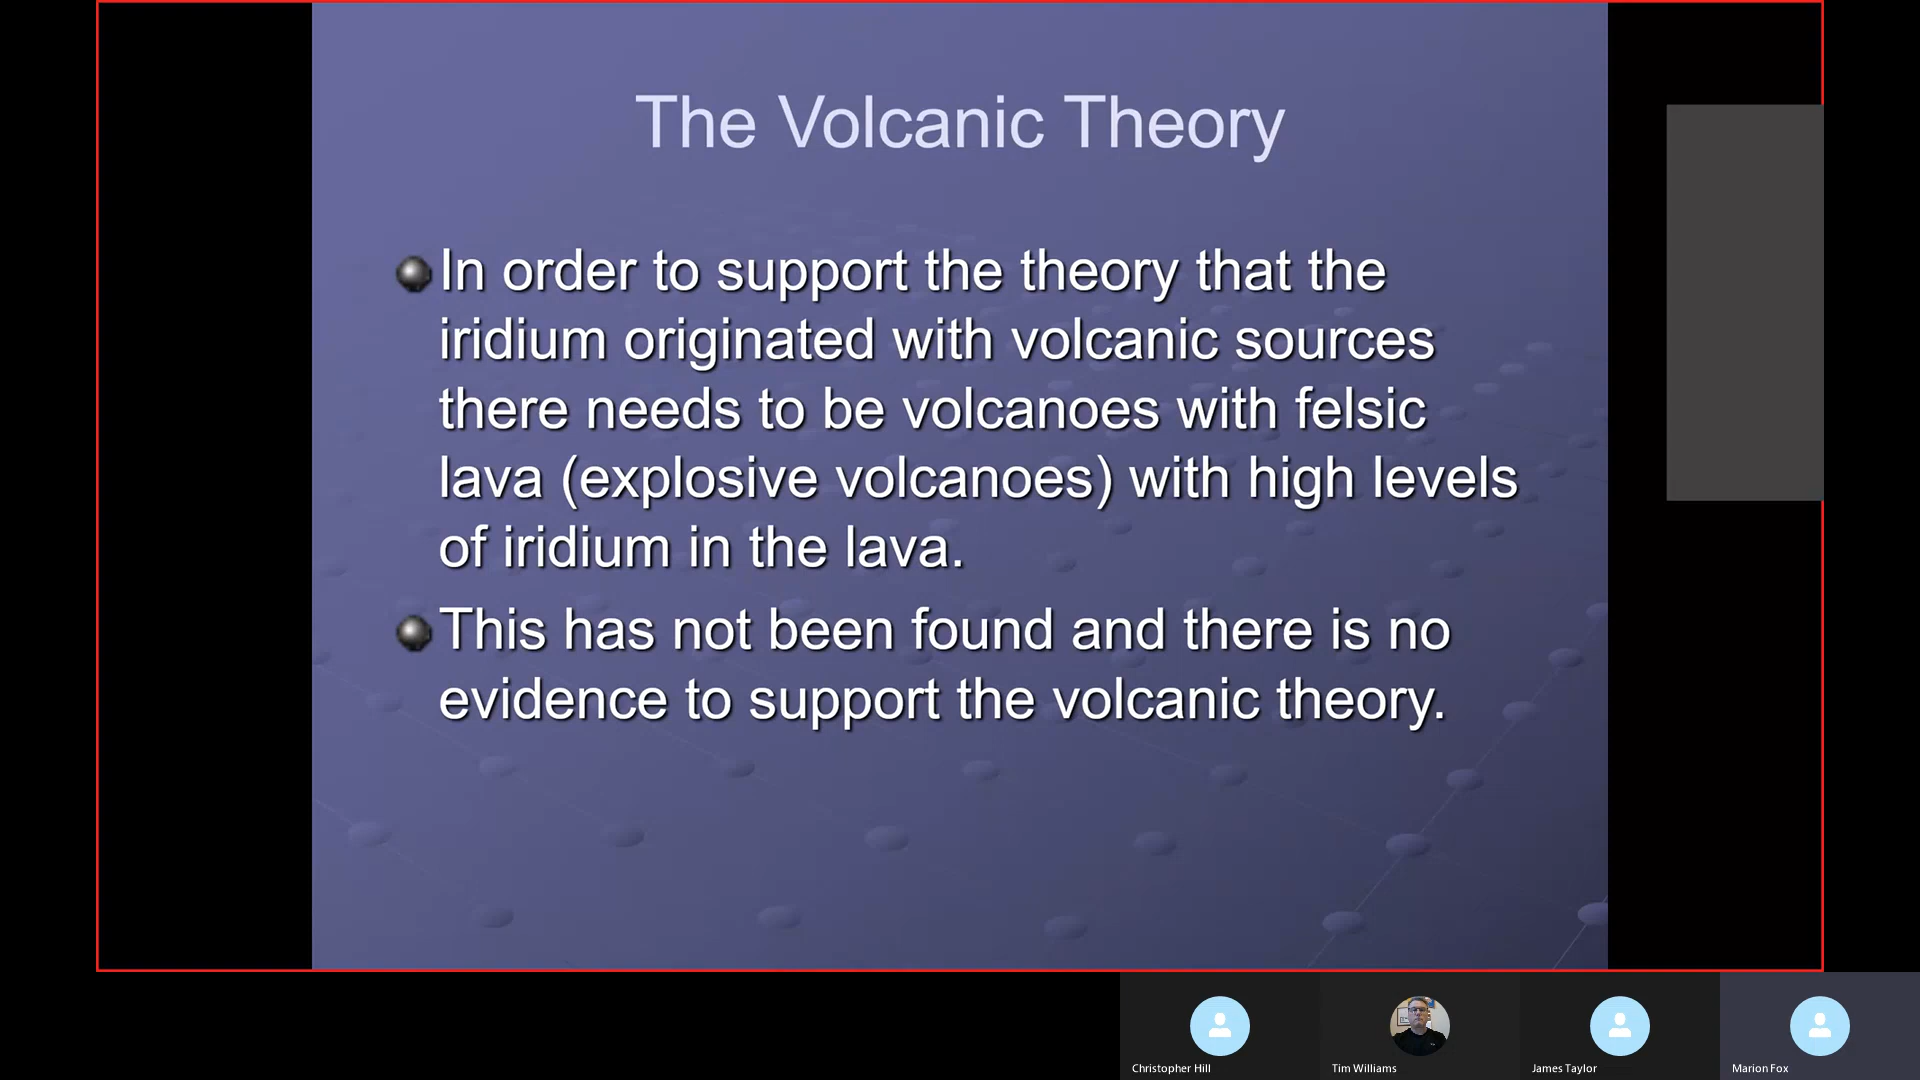 The Volcanic Theory
In order to support the theory that the
iridium originated with volcanic sources
there needs to be volcanoes with felsic
lava (explosive volcanoes) with high levels
of iridium in the lava.
This has not been found and there is no
evidence to support the volcanic theory.
Christopher Hill
Tim Williams
James Taylor
Marion Fox